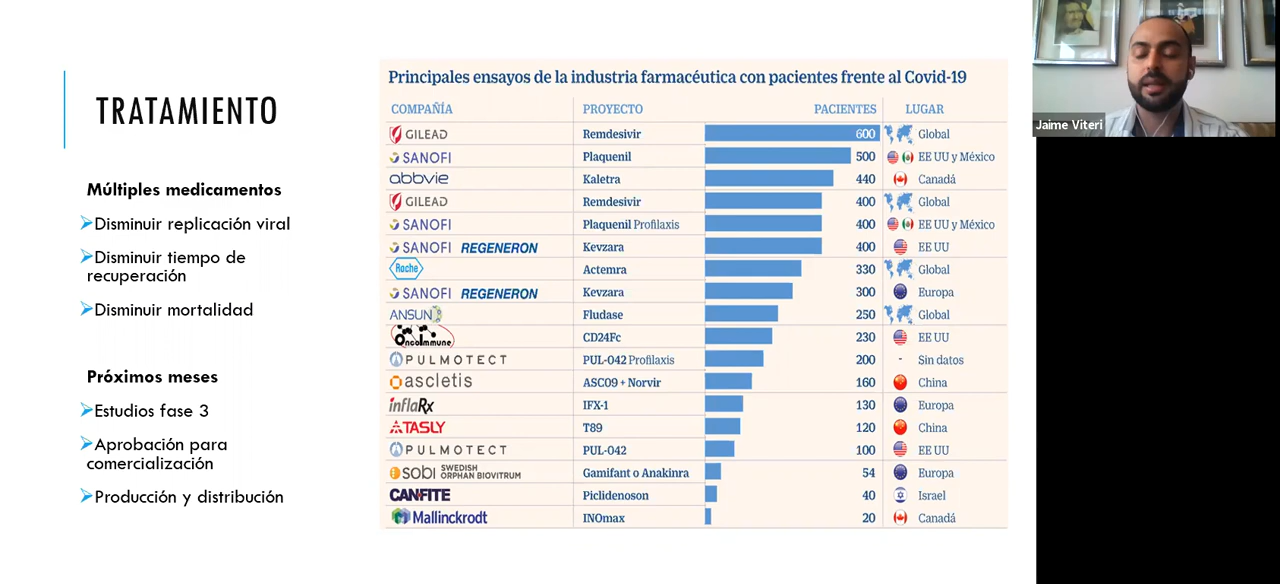 TRATAMIENTO
Múltiples medicamentos
Disminuir replicación viral
Disminuir tiempo de
recuperación
Disminuir mortalidad
Próximos meses
Estudios fase 3
Aprobación para
comercialización
Producción y distribución
Principales ensayos de la industria farmacéutica con pacientes frente al Covid-19
COMPAÑÍA PROYECTO PACIENTES LUGAR
GILEAD Remdesivir 600 Global
SANOFI Plaquenil 500 EE UU y México
abbvie Kaletra 440 Canadá
GILEAD Remdesivir 400 Global
SANOFI Plaquenil Profilaxis 400 EE UU y México
SANOFI REGENERON Kevzara 400 EE UU
Roche Actemra 330 Global
SANOFI REGENERON Kevzara 300 Europa
ANSUN Fludase 250 Global
OncoImmune CD24Fc 230 EE UU
PULMOTECT PUL-042 Profilaxis 200 - Sin datos
ascletis ASC09 + Norvir 160 China
inflaRx IFX-1 130 Europa
TASLY T89 120 China
PULMOTECT PUL-042 100 EE UU
sobi SWEDISH ORPHAN BIOVITRUM Gamifant o Anakinra 54 Europa
CANFITE Piclidenoson 40 Israel
Mallinckrodt INOmax 20 Canadá
Jaime Viteri